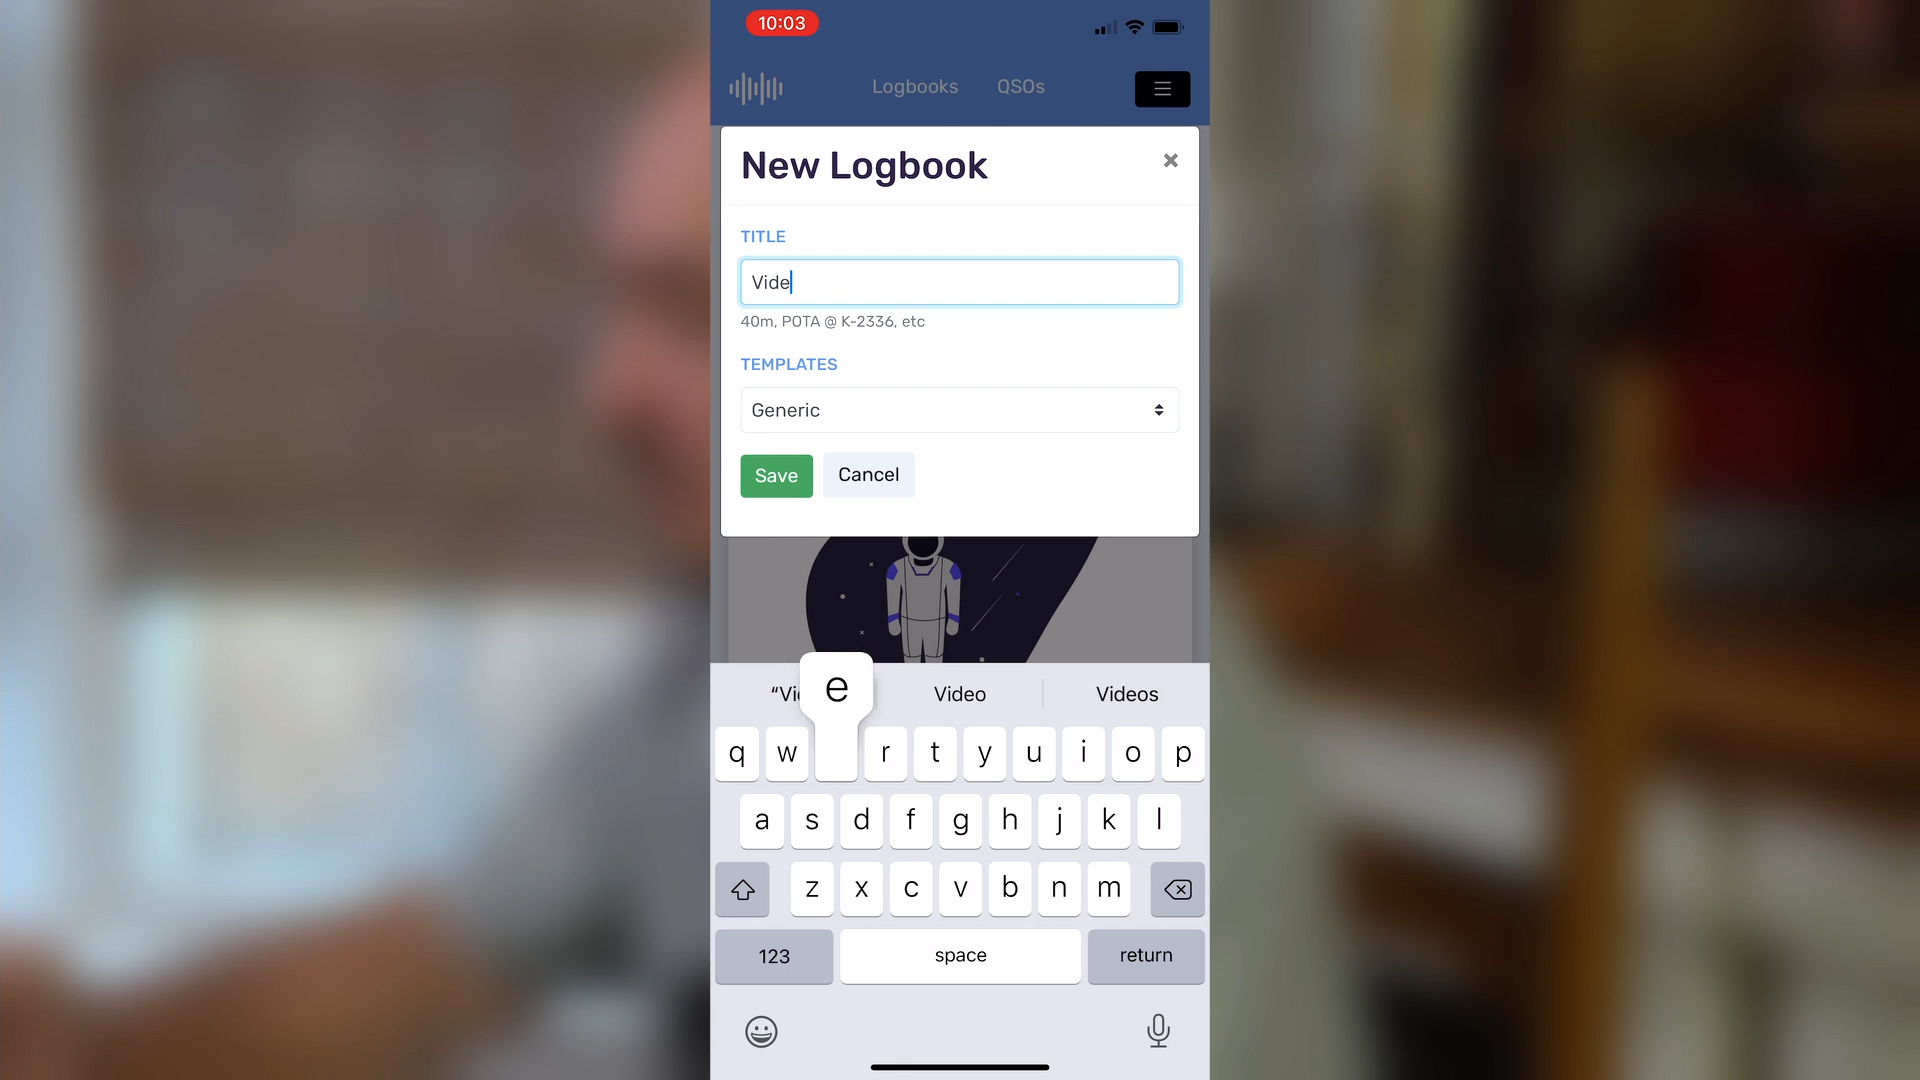 10:03
Logbooks QSOs
New Logbook
TITLE
Vide
40m, POTA @ K-2336, etc
TEMPLATES
Generic
Save Cancel
Video Videos
e
q w r t y u i o p
a s d f g h j k l
z x c v b n m
123 space return